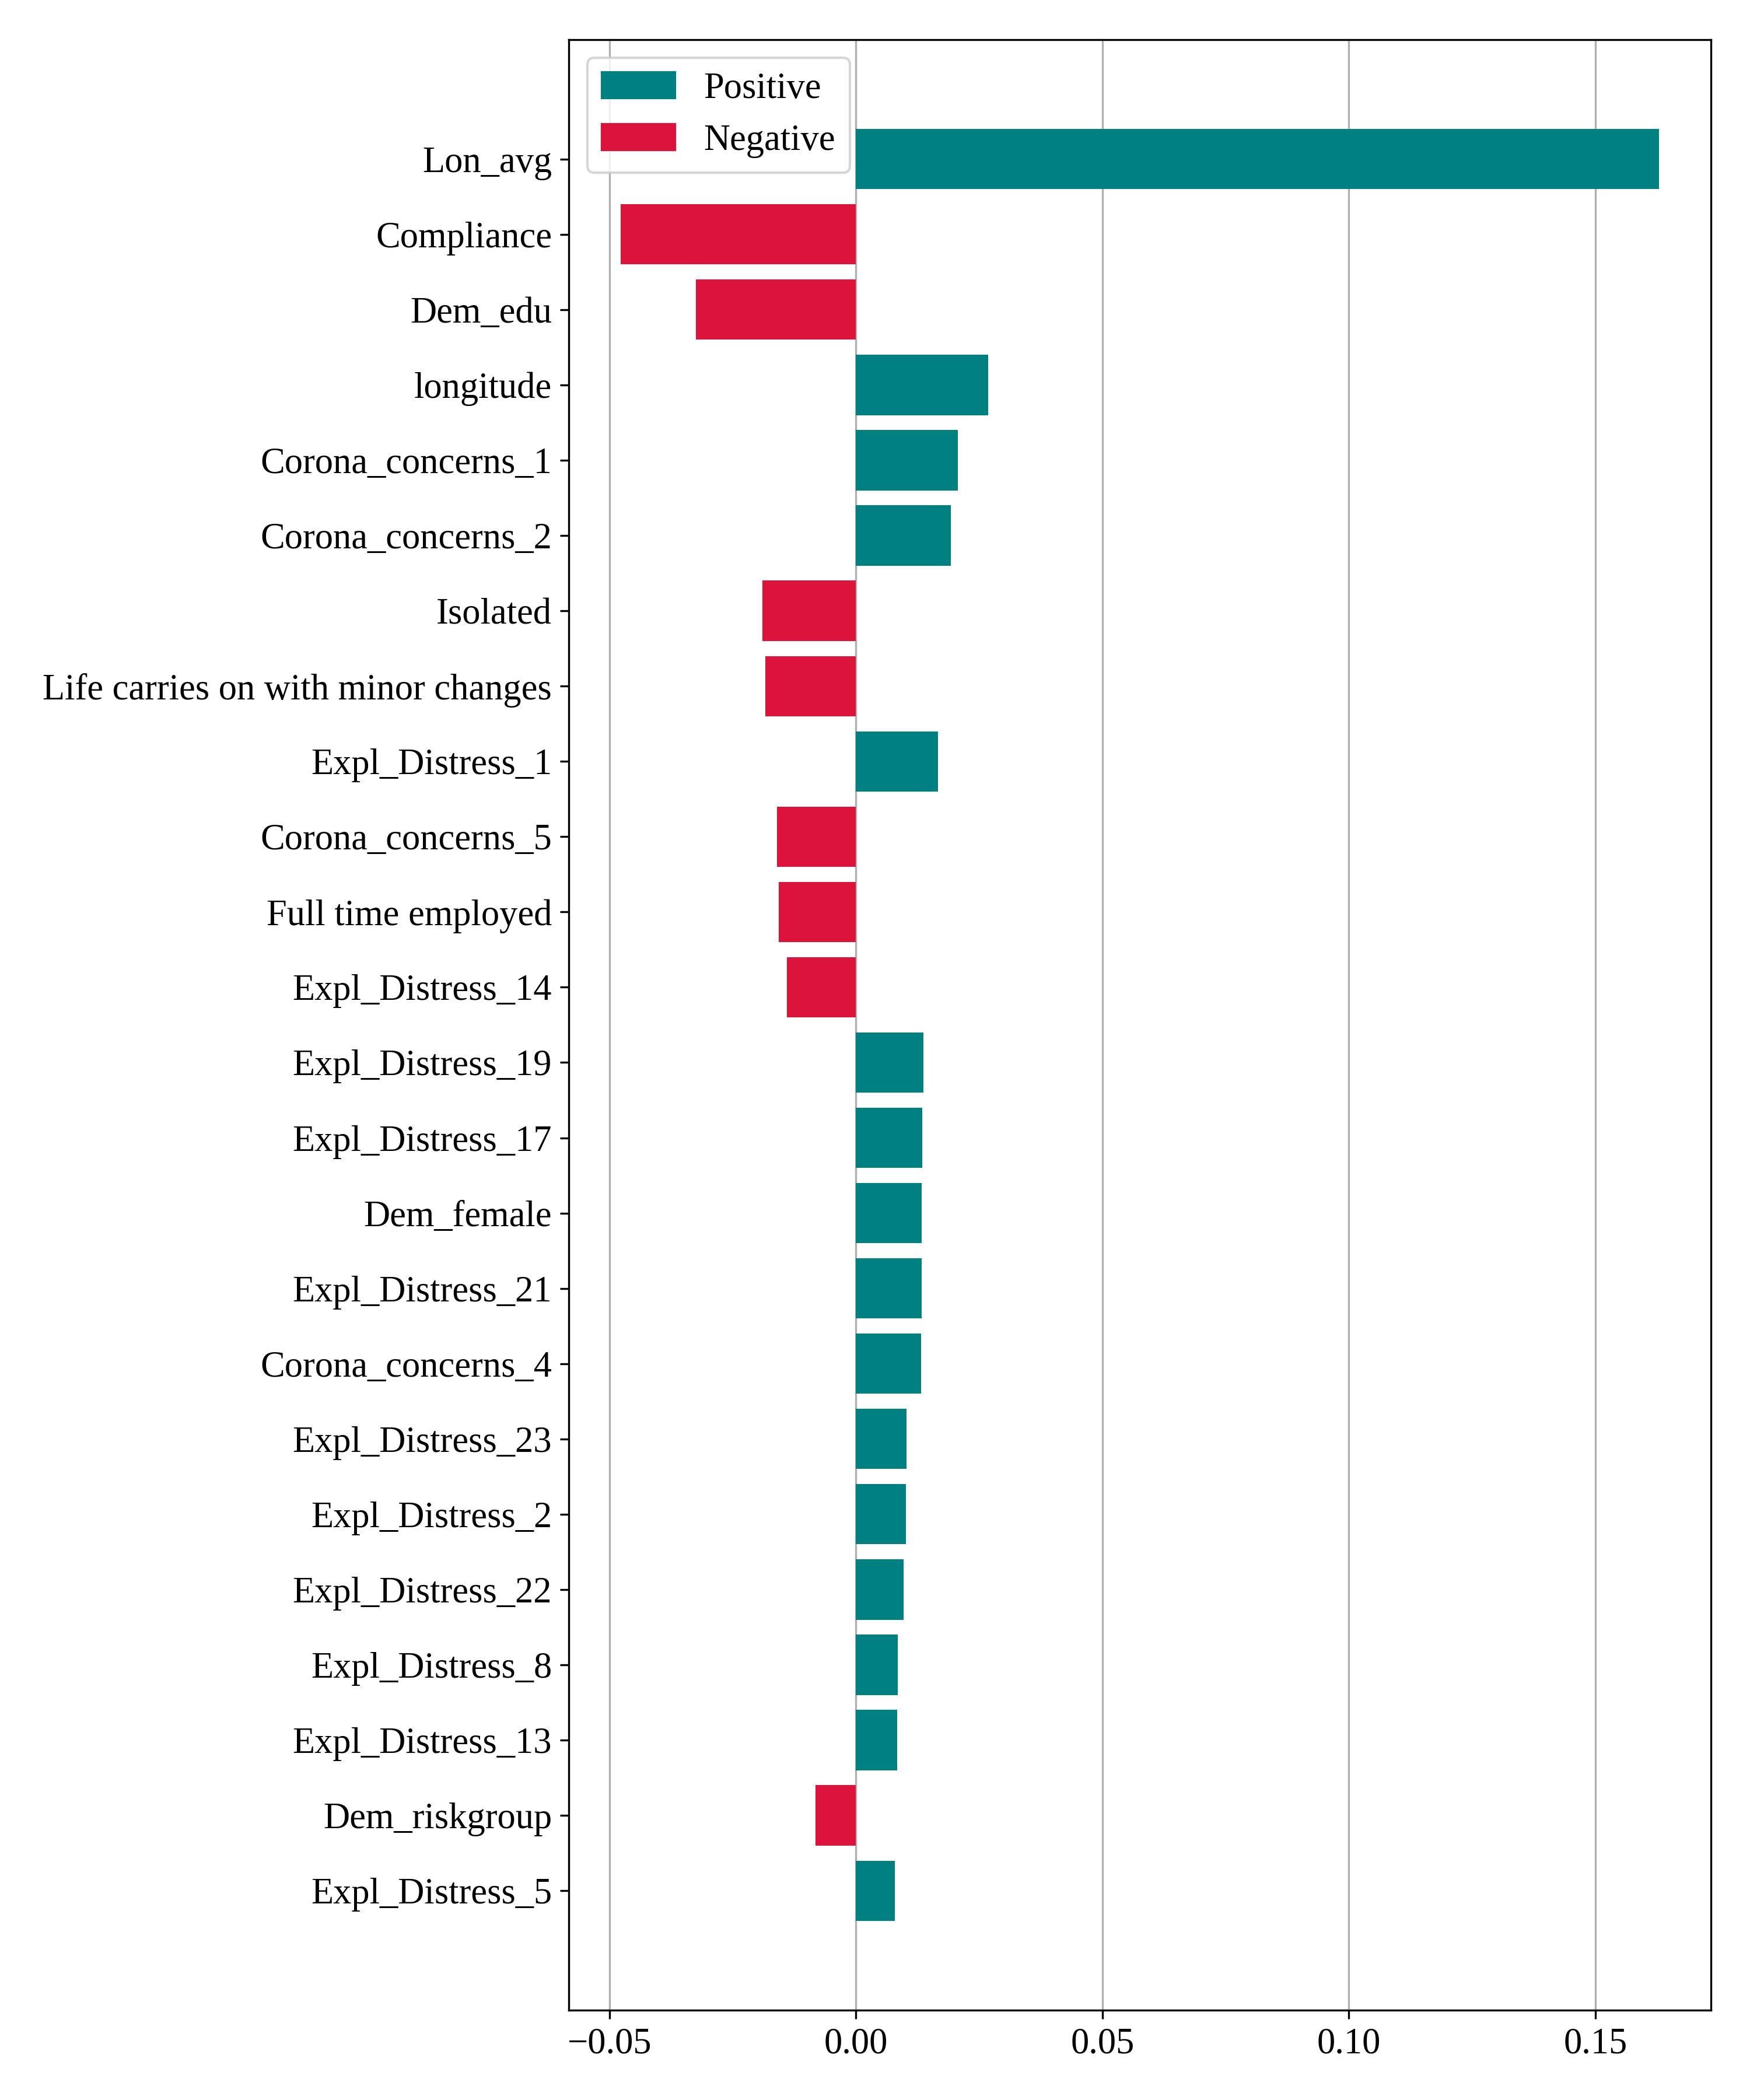 Positive
Negative
Lon_avg
Compliance
Dem_edu
longitude
Corona_concerns_1
Corona_concerns_2
Isolated
Life carries on with minor changes
Expl_Distress_1
Corona_concerns_5
Full time employed
Expl_Distress_14
Expl_Distress_19
Expl_Distress_17
Dem_female
Expl_Distress_21
Corona_concerns_4
Expl_Distress_23
Expl_Distress_2
Expl_Distress_22
Expl_Distress_8
Expl_Distress_13
Dem_riskgroup
Expl_Distress_5
−0.05 0.00 0.05 0.10 0.15